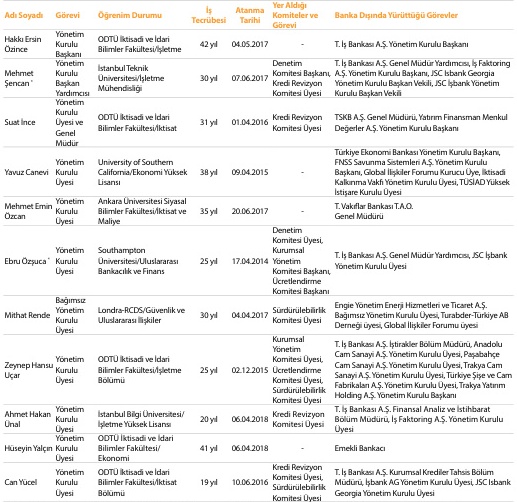 Adı Soyadı Görevi Öğrenim Durumu İş Tecrübesi Atanma Tarihi Yer Aldığı Komiteler ve Görevi Banka Dışında Yürüttüğü Görevler
Hakkı Ersin Özince Yönetim Kurulu Başkanı ODTÜ İktisadi ve İdari Bilimler Fakültesi/İşletme 42 yıl 04.05.2017 - T. İş Bankası A.Ş. Yönetim Kurulu Başkanı
Mehmet Şencan * Yönetim Kurulu Başkan Yardımcısı İstanbul Teknik Üniversitesi/İşletme Mühendisliği 30 yıl 07.06.2017 Denetim Komitesi Başkanı, Kredi Revizyon Komitesi Üyesi T. İş Bankası A.Ş. Genel Müdür Yardımcısı, İş Faktoring A.Ş. Yönetim Kurulu Başkanı, JSC Isbank Georgia Yönetim Kurulu Başkan Vekili, JSC İşbank Yönetim Kurulu Başkan Vekili
Suat İnce Yönetim Kurulu Üyesi ve Genel Müdür ODTÜ İktisadi ve İdari Bilimler Fakültesi/İktisat 31 yıl 01.04.2016 Kredi Revizyon Komitesi Üyesi TSKB A.Ş. Genel Müdürü, Yatırım Finansman Menkul Değerler A.Ş. Yönetim Kurulu Başkanı
Yavuz Canevi Yönetim Kurulu Üyesi University of Southern California/Ekonomi Yüksek Lisansı 38 yıl 09.04.2015 - Türkiye Ekonomi Bankası Yönetim Kurulu Başkanı, FNSS Savunma Sistemleri A.Ş. Yönetim Kurulu Başkanı, Global İlişkiler Forumu Kurucu Üye, İktisadi Kalkınma Vakfı Yönetim Kurulu Üyesi, TÜSİAD Yüksek İstişare Kurulu Üyesi
Mehmet Emin Özcan Yönetim Kurulu Üyesi Ankara Üniversitesi Siyasal Bilimler Fakültesi/İktisat ve Maliye 35 yıl 20.06.2017 - T. Vakıflar Bankası T.A.O. Genel Müdürü
Ebru Özşuca * Yönetim Kurulu Üyesi Southampton Üniversitesi/Uluslararası Bankacılık ve Finans 25 yıl 17.04.2014 Denetim Komitesi Üyesi, Kurumsal Yönetim Komitesi Başkanı, Ücretlendirme Komitesi Başkanı T. İş Bankası A.Ş. Genel Müdür Yardımcısı, JSC İşbank Yönetim Kurulu Üyesi
Mithat Rende Bağımsız Yönetim Kurulu Üyesi Londra-RCDS/Güvenlik ve Uluslararası İlişkiler 30 yıl 04.04.2017 Sürdürülebilirlik Komitesi Üyesi Engie Yönetim Enerji Hizmetleri ve Ticaret A.Ş. Bağımsız Yönetim Kurulu Üyesi, Turabder-Türkiye AB Derneği üyesi, Global İlişkiler Forumu üyesi
Zeynep Hansu Uçar Yönetim Kurulu Üyesi ODTÜ İktisadi ve İdari Bilimler Fakültesi/İşletme Bölümü 25 yıl 02.12.2015 Kurumsal Yönetim Komitesi Üyesi, Ücretlendirme Komitesi Üyesi, Sürdürülebilirlik Komitesi Üyesi T. İş Bankası A.Ş. İştirakler Bölüm Müdürü, Anadolu Cam Sanayi A.Ş. Yönetim Kurulu Üyesi, Paşabahçe Cam Sanayi A.Ş. Yönetim Kurulu Üyesi, Trakya Cam Sanayi A.Ş. Yönetim Kurulu Üyesi, Türkiye Şişe ve Cam Fabrikaları A.Ş. Yönetim Kurulu Üyesi, Trakya Yatırım Holding A.Ş. Yönetim Kurulu Üyesi
Ahmet Hakan Ünal Yönetim Kurulu Üyesi İstanbul Bilgi Üniversitesi/İşletme Yüksek Lisansı 20 yıl 06.04.2018 Kredi Revizyon Komitesi Üyesi T. İş Bankası A.Ş. Finansal Analiz ve İstihbarat Bölüm Müdürü, İş Faktoring A.Ş. Yönetim Kurulu Üyesi
Hüseyin Yalçın Yönetim Kurulu Üyesi ODTÜ İktisadi ve İdari Bilimler Fakültesi/Ekonomi 41 yıl 06.04.2018 - Emekli Bankacı
Can Yücel Yönetim Kurulu Üyesi ODTÜ İktisadi ve İdari Bilimler Fakültesi/İktisat Bölümü 19 yıl 10.06.2016 Kredi Revizyon Komitesi Üyesi, Sürdürülebilirlik Komitesi Üyesi T. İş Bankası A.Ş. Kurumsal Krediler Tahsis Bölüm Müdürü, İşbank AG Yönetim Kurulu Üyesi, JSC Isbank Georgia Yönetim Kurulu Üyesi